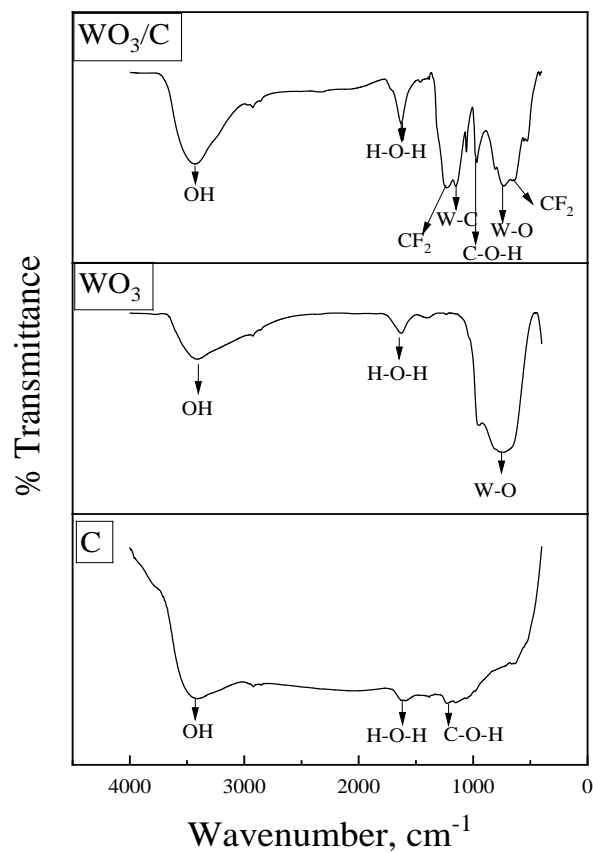 WO₃/C
OH
H-O-H
CF₂
W-C
C-O-H
W-O
CF₂
WO₃
OH
H-O-H
W-O
C
OH
H-O-H
C-O-H
% Transmittance
4000 3000 2000 1000 0
Wavenumber, cm⁻¹